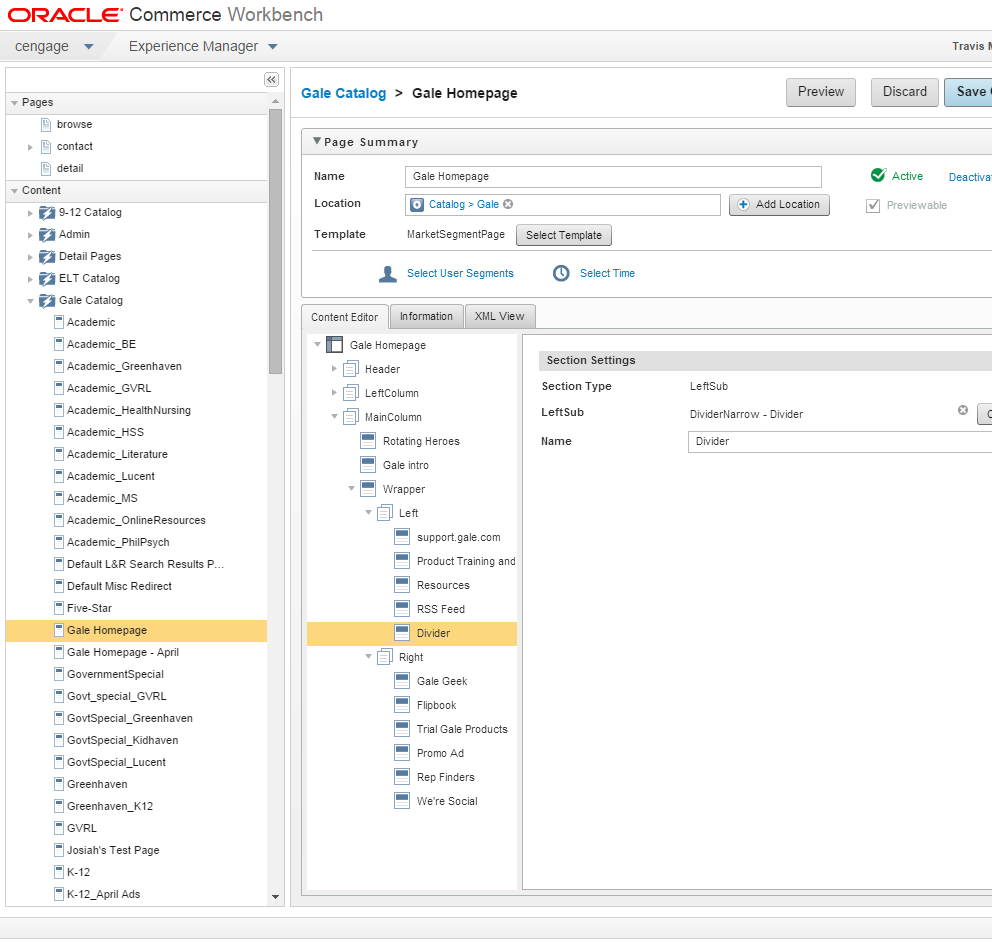 ORACLE Commerce Workbench
cengage Experience Manager Travis M
Pages
browse
contact
detail
Content
9-12 Catalog
Admin
Detail Pages
ELT Catalog
Gale Catalog
Academic
Academic_BE
Academic_Greenhaven
Academic_GVRL
Academic_HealthNursing
Academic_HSS
Academic_Literature
Academic_Lucent
Academic_MS
Academic_OnlineResources
Academic_PhilPsych
Default L&R Search Results P...
Default Misc Redirect
Five-Star
Gale Homepage
Gale Homepage - April
GovernmentSpecial
Govt_special_GVRL
GovtSpecial_Greenhaven
GovtSpecial_Kidhaven
GovtSpecial_Lucent
Greenhaven
Greenhaven_K12
GVRL
Josiah's Test Page
K-12
K-12_April Ads
Gale Catalog > Gale Homepage Preview Discard Save
Page Summary
Name Gale Homepage Active Deactivat
Location Catalog > Gale Add Location Previewable
Template MarketSegmentPage Select Template
Select User Segments Select Time
Content Editor Information XML View
Gale Homepage
Header
LeftColumn
MainColumn
Rotating Heroes
Gale intro
Wrapper
Left
support.gale.com
Product Training and
Resources
RSS Feed
Divider
Right
Gale Geek
Flipbook
Trial Gale Products
Promo Ad
Rep Finders
We're Social
Section Settings
Section Type LeftSub
LeftSub DividerNarrow - Divider
Name Divider